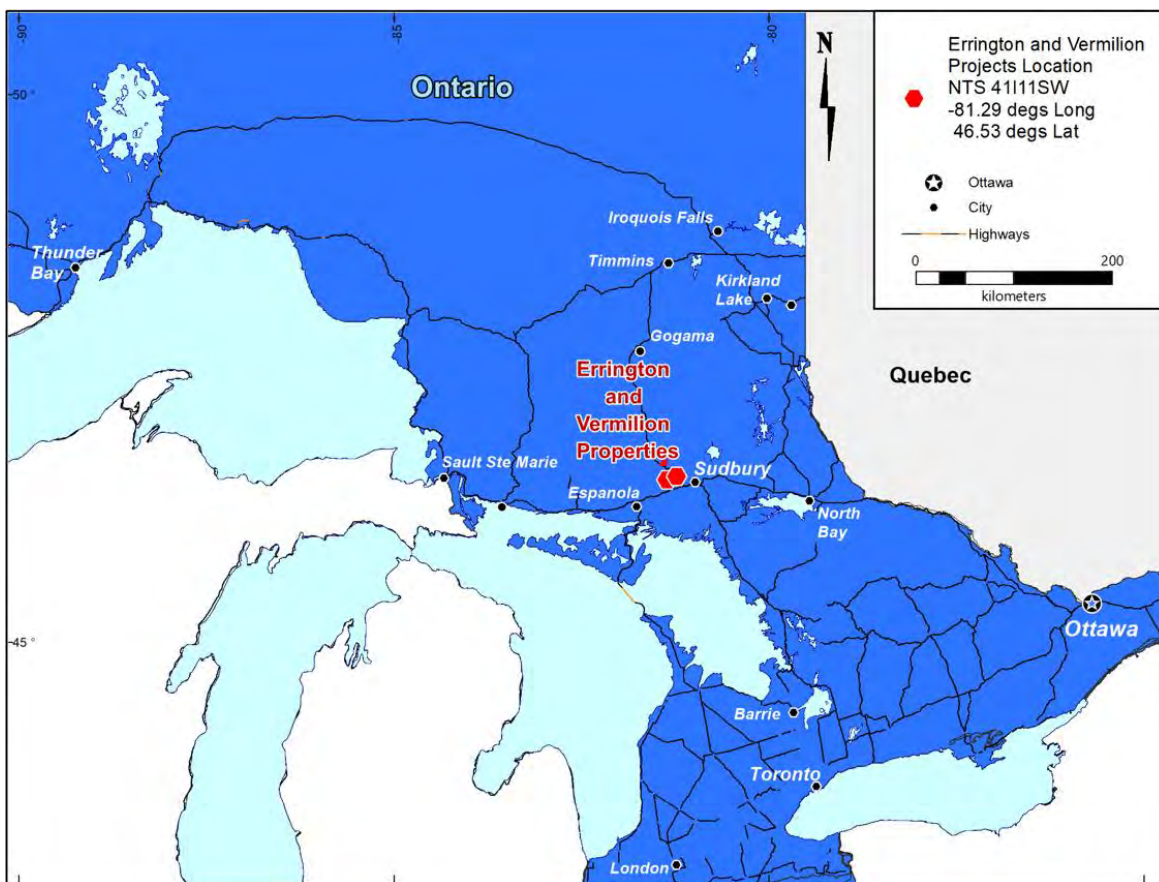 -90
-85
-80
50 °
45 °
Ontario
N
Errington and Vermilion
Projects Location
NTS 41I11SW
-81.29 degs Long
46.53 degs Lat
Ottawa
City
Highways
0
200
kilometers
Iroquois Falls
Thunder
Bay
Timmins
Kirkland
Lake
Gogama
Quebec
Errington
and
Vermilion
Properties
Sault Ste Marie
Sudbury
Espanola
North
Bay
Ottawa
Barrie
Toronto
London